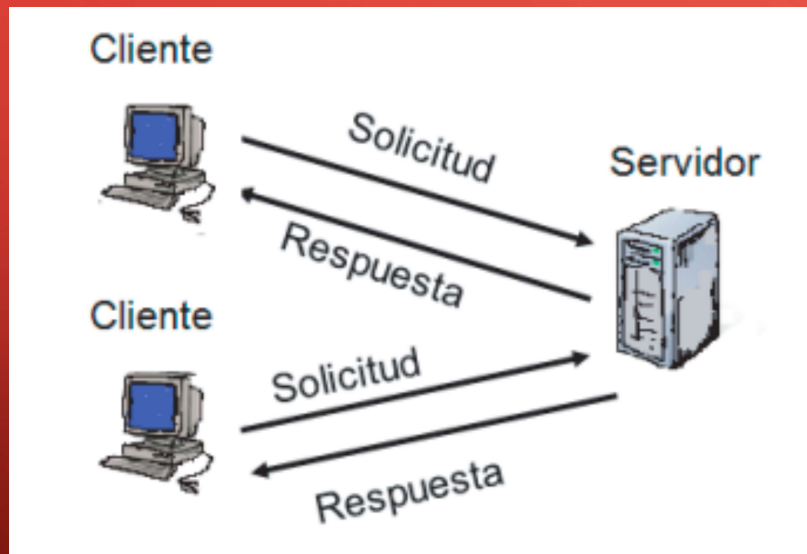 Cliente
Solicitud
Servidor
Respuesta
Cliente
Solicitud
Respuesta